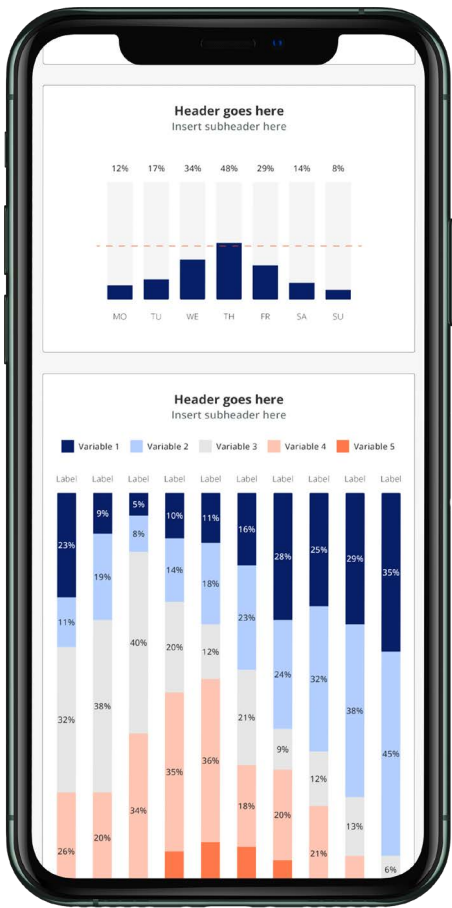 Header goes here
Insert subheader here
12% 17% 34% 48% 29% 14% 8%
MO TU WE TH FR SA SU
Header goes here
Insert subheader here
Variable 1 Variable 2 Variable 3 Variable 4 Variable 5
Label Label Label Label Label Label Label Label Label Label
5%
9%
10% 11%
16%
8%
23% 28% 25% 29% 35%
14%
19% 18%
23%
11%
40% 20% 12%
24% 32%
38% 38%
32% 21%
45%
9%
12%
35% 36%
34% 18% 20%
13%
26% 20% 21%
6%